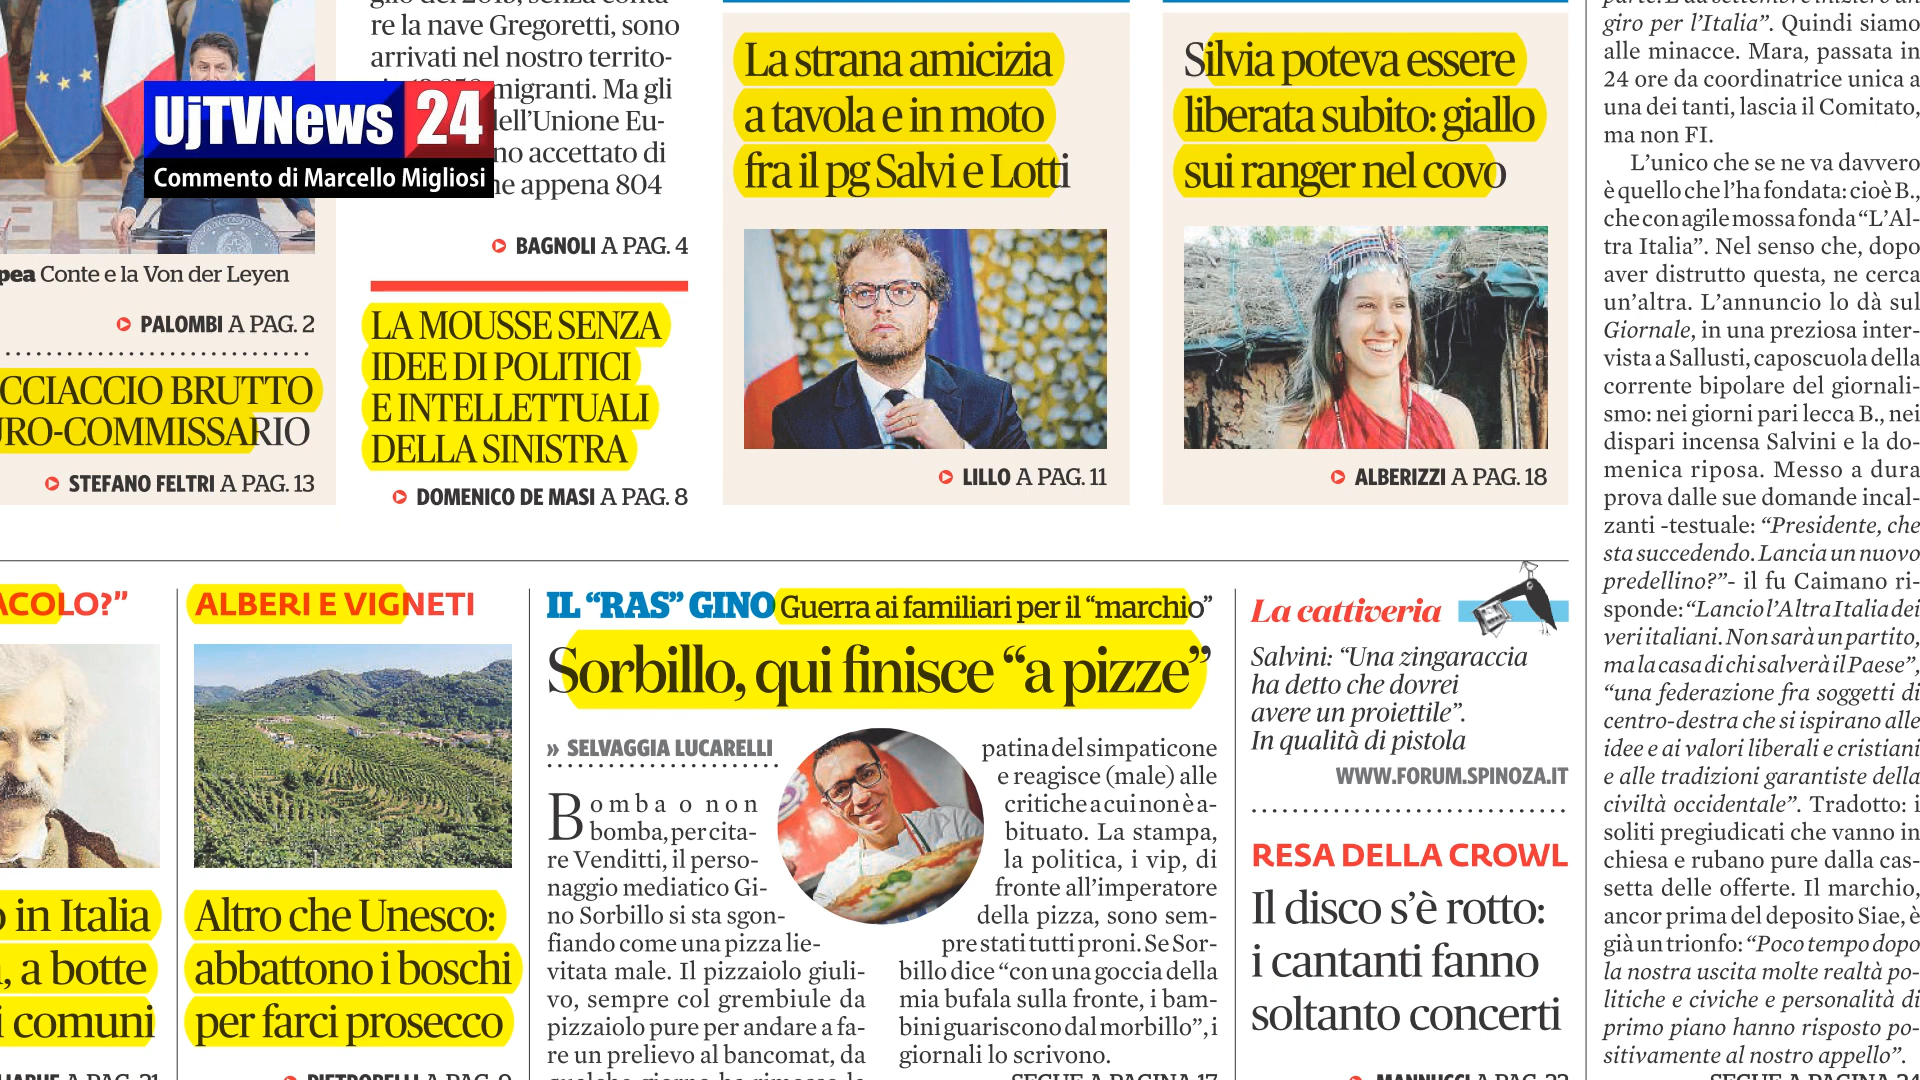 re la nave Gregoretti, sono
arrivati nel nostro territo-
migranti. Ma gli
dell'Unione Eu-
no accettato di
appena 804
BAGNOLI A PAG. 4
UjTVNews 24
Commento di Marcello Migliosi
pea Conte e la Von der Leyen
PALOMBI A PAG. 2
CCIACCIO BRUTTO
URO-COMMISSARIO
STEFANO FELTRI A PAG. 13
LA MOUSSE SENZA
IDEE DI POLITICI
E INTELLETTUALI
DELLA SINISTRA
DOMENICO DE MASI A PAG. 8
La strana amicizia
a tavola e in moto
fra il pg Salvi e Lotti
LILLO A PAG. 11
Silvia poteva essere
liberata subito: giallo
sui ranger nel covo
ALBERIZZI A PAG. 18
ACOLO?”
o in Italia
, a botte
i comuni
ALBERI E VIGNETI
Altro che Unesco:
abbattono i boschi
per farci prosecco
PIETROBELLI A PAG. 9
IL “RAS” GINO Guerra ai familiari per il “marchio”
Sorbillo, qui finisce “a pizze”
» SELVAGGIA LUCARELLI
Bomba o non
bomba, per cita-
re Venditti, il perso-
naggio mediatico Gi-
no Sorbillo si sta sgon-
fiando come una pizza lie-
vitata male. Il pizzaiolo giuli-
vo, sempre col grembiule da
pizzaiolo pure per andare a fa-
re un prelievo al bancomat, da
patina del simpaticone
e reagisce (male) alle
critiche a cui non è a-
bituato. La stampa,
la politica, i vip, di
fronte all'imperatore
della pizza, sono sem-
pre stati tutti proni. Se Sor-
billo dice “con una goccia della
mia bufala sulla fronte, i bam-
bini guariscono dal morbillo”, i
giornali lo scrivono.
SEGUE A PAGINA 17
La cattiveria
Salvini: “Una zingaraccia
ha detto che dovrei
avere un proiettile”.
In qualità di pistola
WWW.FORUM.SPINOZA.IT
RESA DELLA CROWL
Il disco s'è rotto:
i cantanti fanno
soltanto concerti
MANNUCCI A PAG. 22
giro per l'Italia”. Quindi siamo
alle minacce. Mara, passata in
24 ore da coordinatrice unica a
una dei tanti, lascia il Comitato,
ma non FI.
L'unico che se ne va davvero
è quello che l'ha fondata: cioè B.,
che con agile mossa fonda “L'Al-
tra Italia”. Nel senso che, dopo
aver distrutto questa, ne cerca
un'altra. L'annuncio lo dà sul
Giornale, in una preziosa inter-
vista a Sallusti, caposcuola della
corrente bipolare del giornali-
smo: nei giorni pari lecca B., nei
dispari incensa Salvini e la do-
menica riposa. Messo a dura
prova dalle sue domande incal-
zanti -testuale: “Presidente, che
sta succedendo. Lancia un nuovo
predellino?”- il fu Caimano ri-
sponde: “Lancio l'Altra Italia dei
veri italiani. Non sarà un partito,
ma la casa di chi salverà il Paese”,
“una federazione fra soggetti di
centro-destra che si ispirano alle
idee e ai valori liberali e cristiani
e alle tradizioni garantiste della
civiltà occidentale”. Tradotto: i
soliti pregiudicati che vanno in
chiesa e rubano pure dalla cas-
setta delle offerte. Il marchio,
ancor prima del deposito Siae, è
già un trionfo: “Poco tempo dopo
la nostra uscita molte realtà po-
litiche e civiche e personalità di
primo piano hanno risposto po-
sitivamente al nostro appello”.
SEGUE A PAGINA 24